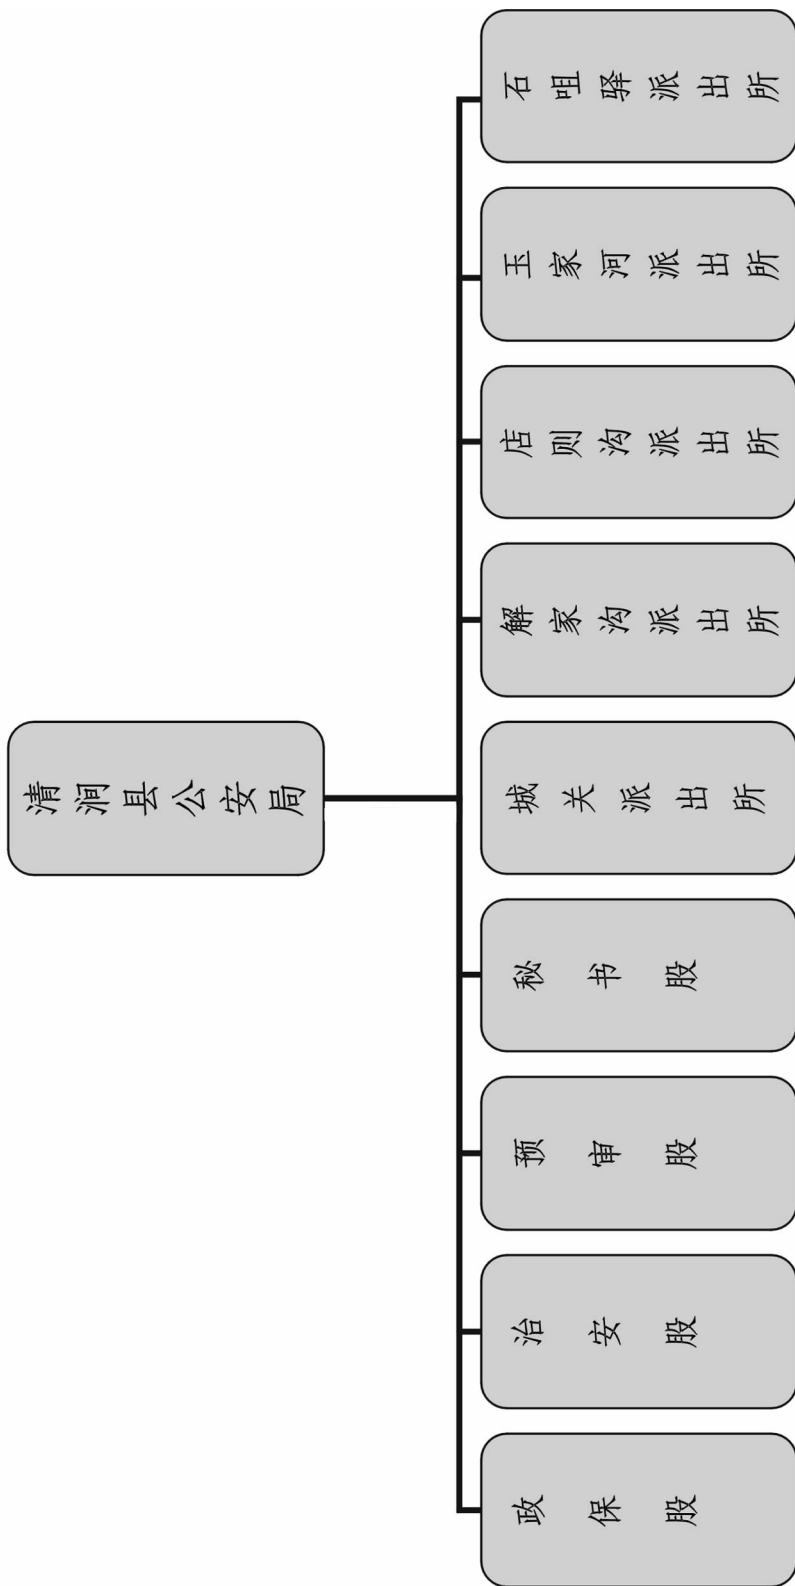 清涧县公安局
政保股
治安股
预审股
秘书股
城关派出所
解家沟派出所
店则沟派出所
玉家河派出所
石咀驿派出所